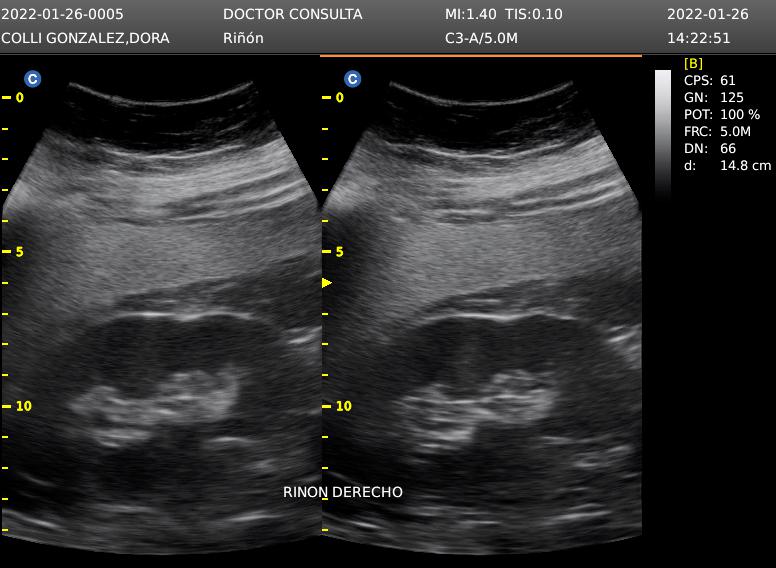 2022-01-26-0005 DOCTOR CONSULTA MI:1.40 TIS:0.10 2022-01-26
COLLI GONZALEZ,DORA Riñón C3-A/5.0M 14:22:51
[B]
CPS: 61
GN: 125
POT: 100 %
FRC: 5.0M
DN: 66
d: 14.8 cm
C C
0 0
5 5
10 10
RINON DERECHO